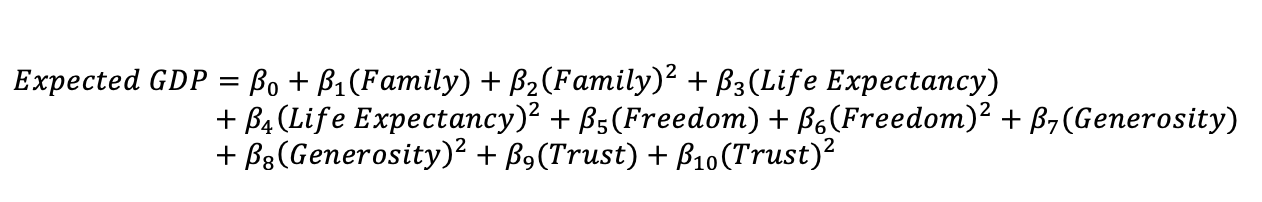 Expected GDP = β₀ + β₁(Family) + β₂(Family)² + β₃(Life Expectancy)
+ β₄(Life Expectancy)² + β₅(Freedom) + β₆(Freedom)² + β₇(Generosity)
+ β₈(Generosity)² + β₉(Trust) + β₁₀(Trust)²